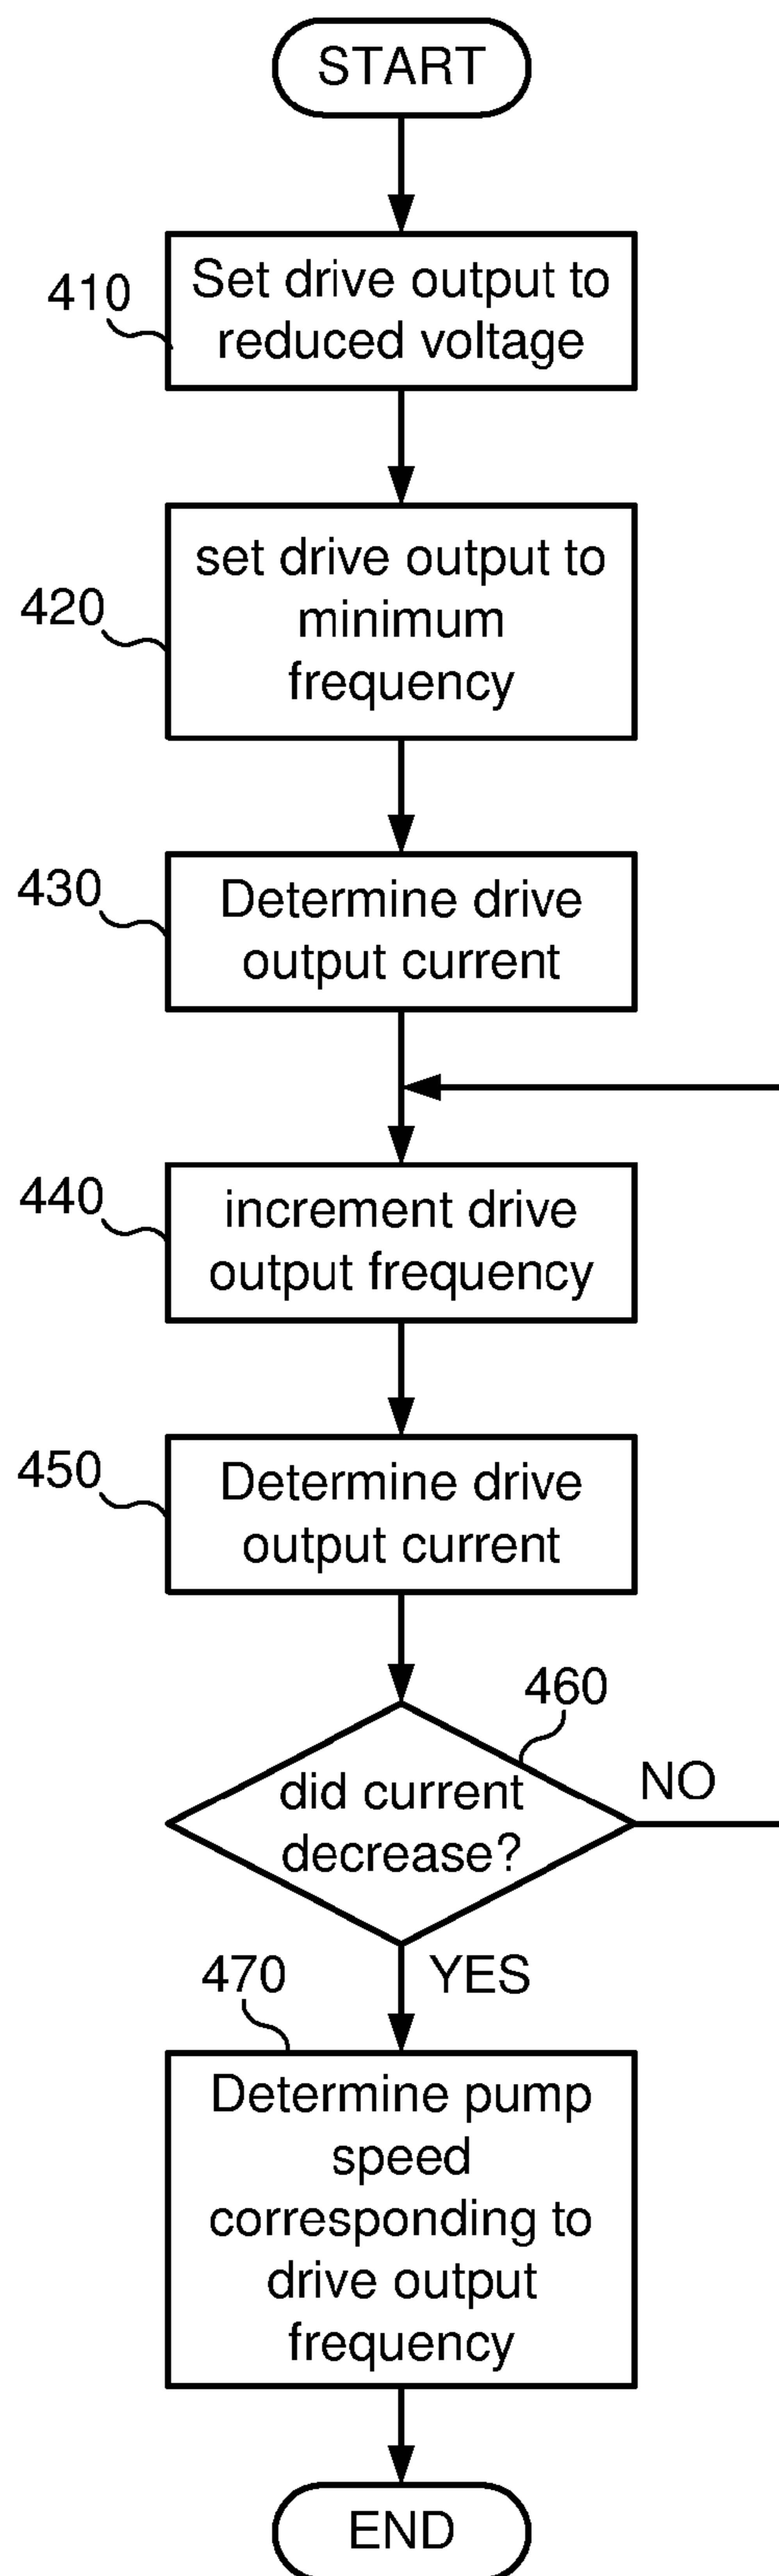 START
410
Set drive output to
reduced voltage
420
set drive output to
minimum
frequency
430
Determine drive
output current
440
increment drive
output frequency
450
Determine drive
output current
460
did current
decrease?
NO
YES
470
Determine pump
speed
corresponding to
drive output
frequency
END